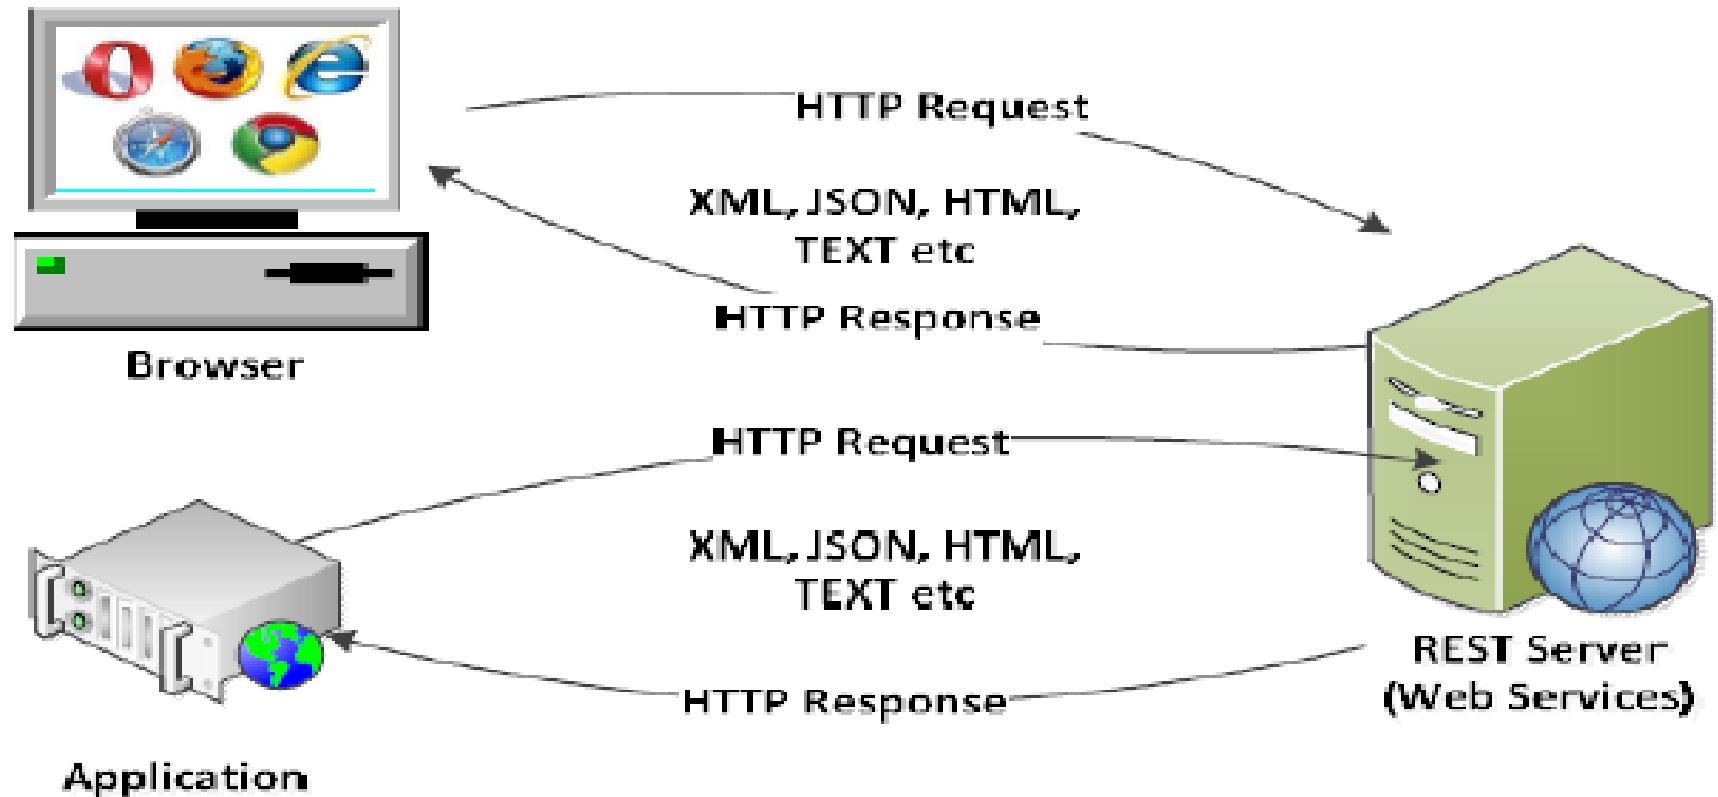 HTTP Request
XML, JSON, HTML,
TEXT etc
HTTP Response
Browser
HTTP Request
XML, JSON, HTML,
TEXT etc
HTTP Response
REST Server
(Web Services)
Application